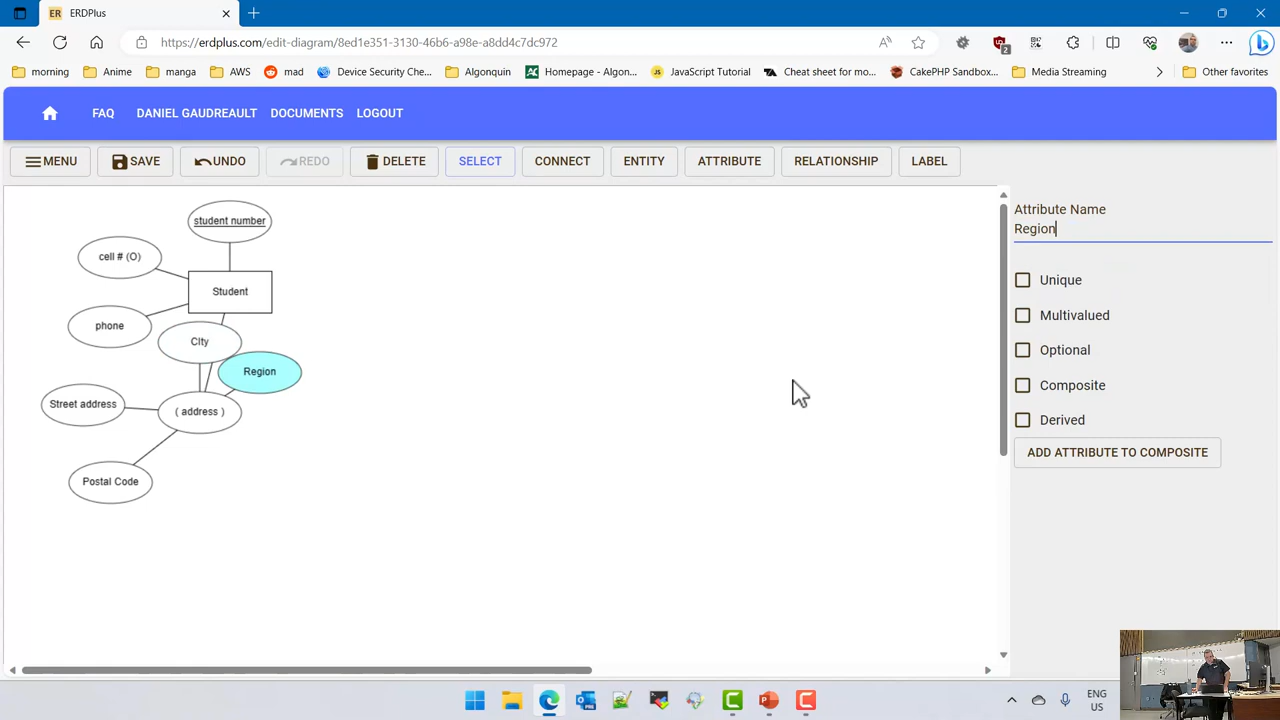 ER ERDPlus
https://erdplus.com/edit-diagram/8ed1e351-3130-46b6-a98e-a8dd4c7dc972
2
morning Anime manga AWS mad Device Security Che... Algonquin Homepage - Algon... JavaScript Tutorial Cheat sheet for mo... CakePHP Sandbox... Media Streaming Other favorites
FAQ DANIEL GAUDREAULT DOCUMENTS LOGOUT
MENU SAVE UNDO REDO DELETE SELECT CONNECT ENTITY ATTRIBUTE RELATIONSHIP LABEL
student number
cell # (O)
Student
phone
CIty
Region
Street address
( address )
Postal Code
Attribute Name
Region
Unique
Multivalued
Optional
Composite
Derived
ADD ATTRIBUTE TO COMPOSITE
ENG
US